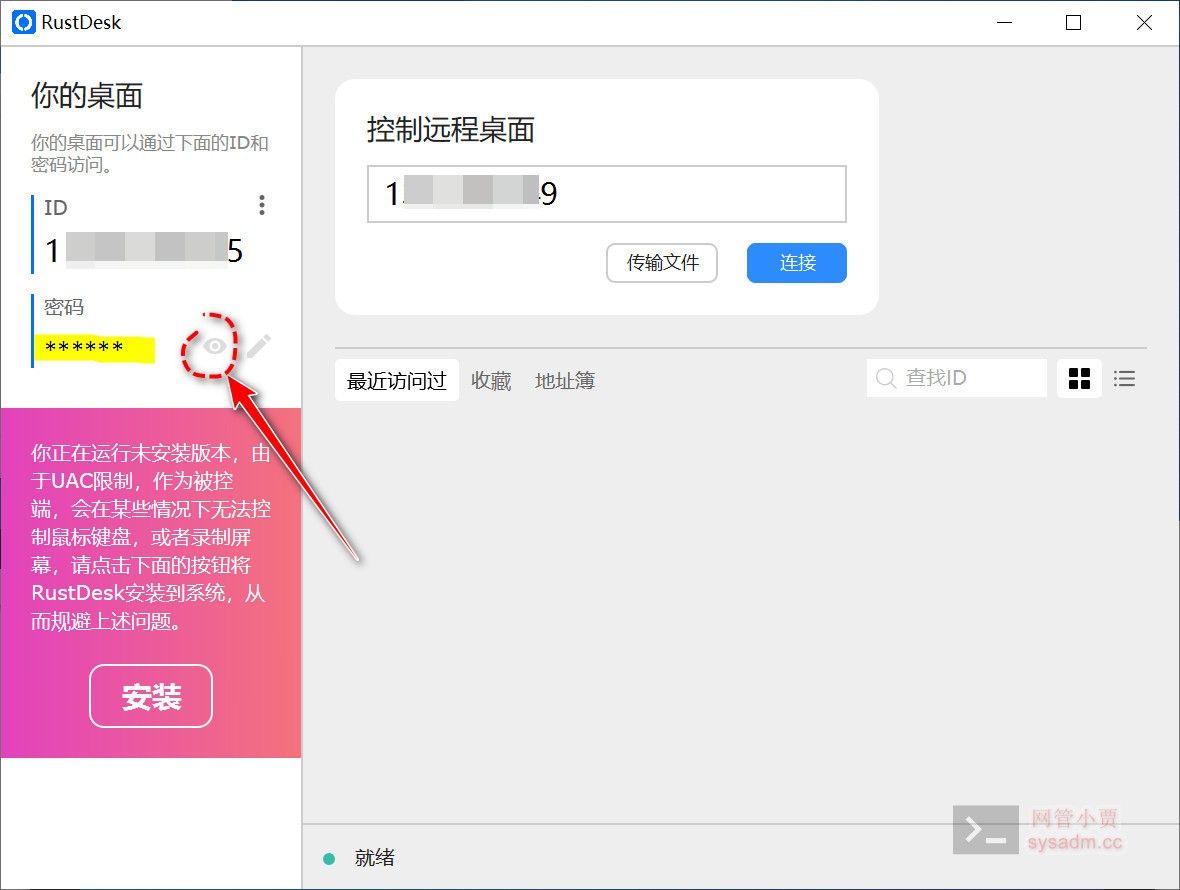 RustDesk
你的桌面
你的桌面可以通过下面的ID和
密码访问。
ID
1 5
密码
******
你正在运行未安装版本，由
于UAC限制，作为被控
端，会在某些情况下无法控
制鼠标键盘，或者录制屏
幕，请点击下面的按钮将
RustDesk安装到系统，从
而规避上述问题。
安装
控制远程桌面
1 9
传输文件
连接
最近访问过
收藏
地址簿
查找ID
就绪
网管小贾
sysadm.cc